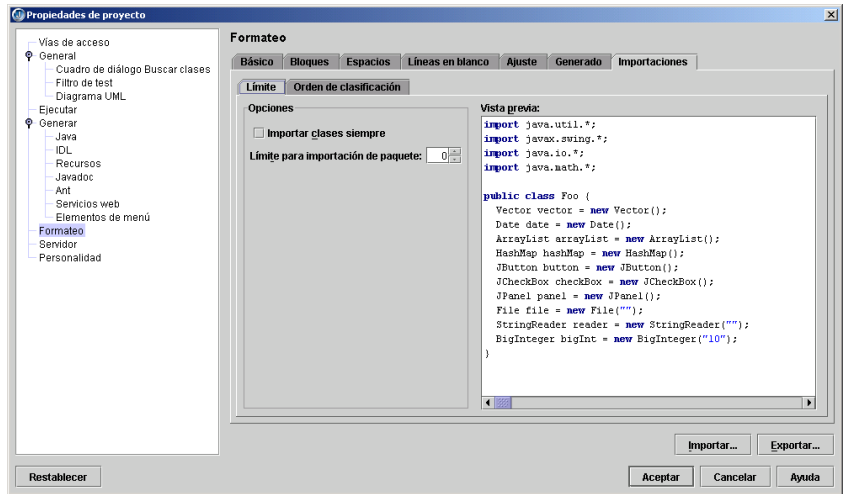 Propiedades de proyecto
Vías de acceso
General
Cuadro de diálogo Buscar clases
Filtro de test
Diagrama UML
Ejecutar
Generar
Java
IDL
Recursos
Javadoc
Ant
Servicios web
Elementos de menú
Formateo
Servidor
Personalidad
Formateo
Básico Bloques Espacios Líneas en blanco Ajuste Generado Importaciones
Límite Orden de clasificación
Opciones
Importar clases siempre
Límite para importación de paquete: 0
Vista previa:
import java.util.*;
import javax.swing.*;
import java.io.*;
import java.math.*;
public class Foo {
Vector vector = new Vector();
Date date = new Date();
ArrayList arrayList = new ArrayList();
HashMap hashMap = new HashMap();
JButton button = new JButton();
JCheckBox checkBox = new JCheckBox();
JPanel panel = new JPanel();
File file = new File("");
StringReader reader = new StringReader("");
BigInteger bigInt = new BigInteger("10");
}
Importar... Exportar...
Restablecer Aceptar Cancelar Ayuda